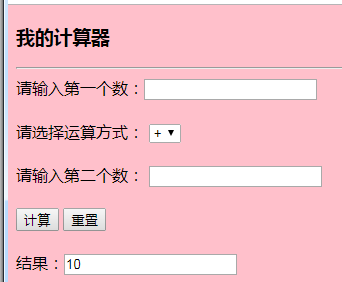 我的计算器
请输入第一个数：
请选择运算方式： +
请输入第二个数：
计算 重置
结果：10